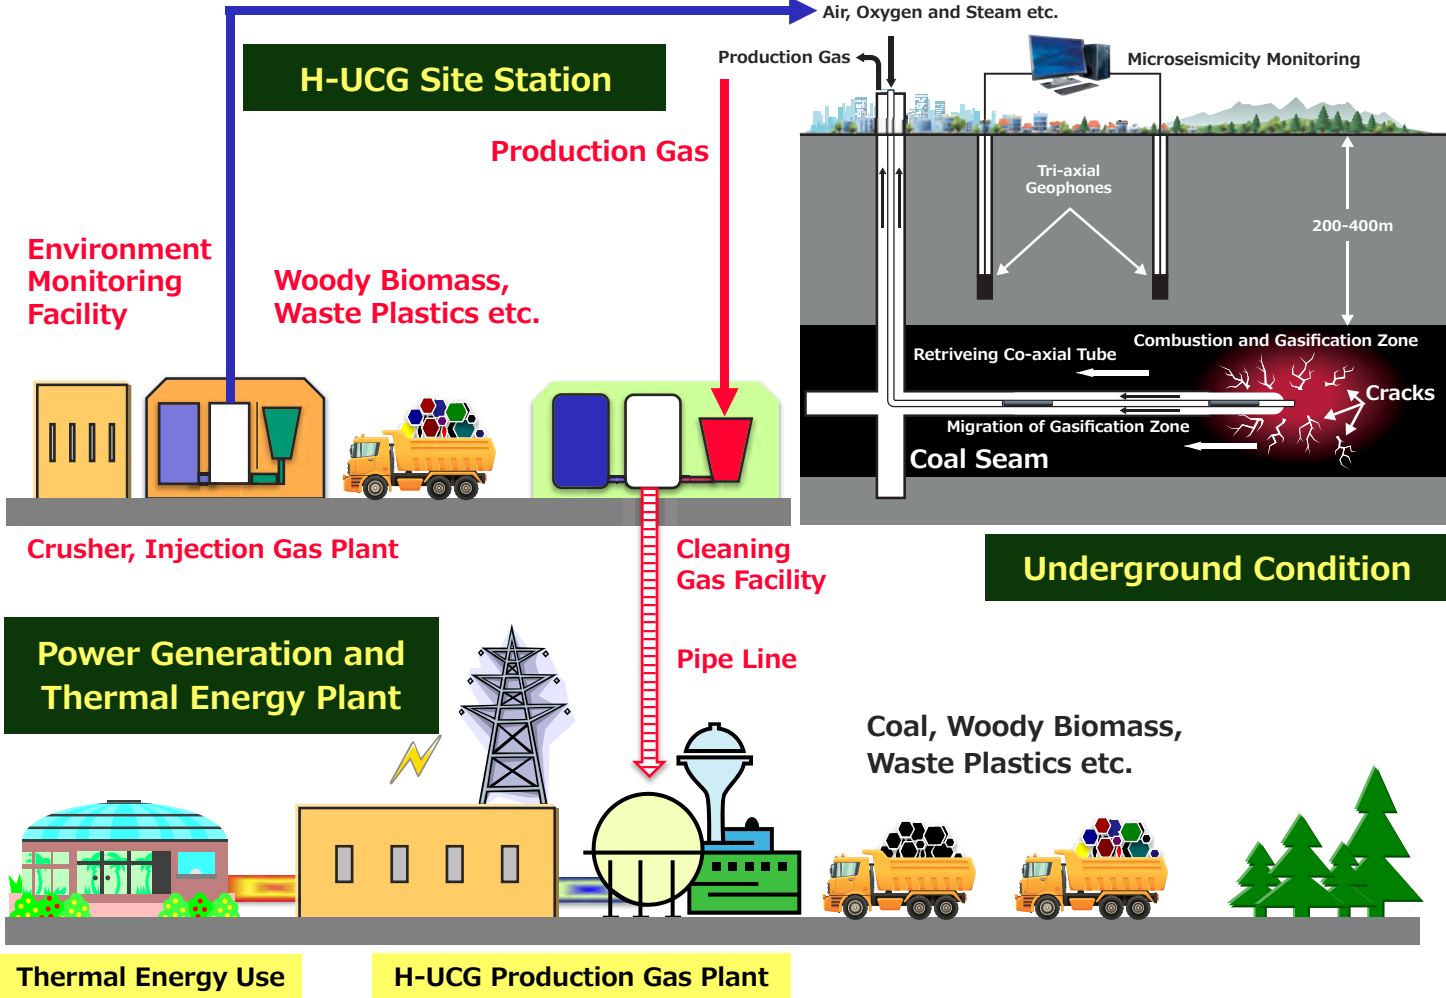 Air, Oxygen and Steam etc.
H-UCG Site Station
Production Gas
Microseismicity Monitoring
Production Gas
Tri-axial
Geophones
200-400m
Environment
Monitoring
Facility
Woody Biomass,
Waste Plastics etc.
Combustion and Gasification Zone
Retriveing Co-axial Tube
Cracks
Migration of Gasification Zone
Coal Seam
Crusher, Injection Gas Plant
Cleaning
Gas Facility
Underground Condition
Pipe Line
Power Generation and
Thermal Energy Plant
Coal, Woody Biomass,
Waste Plastics etc.
Thermal Energy Use
H-UCG Production Gas Plant